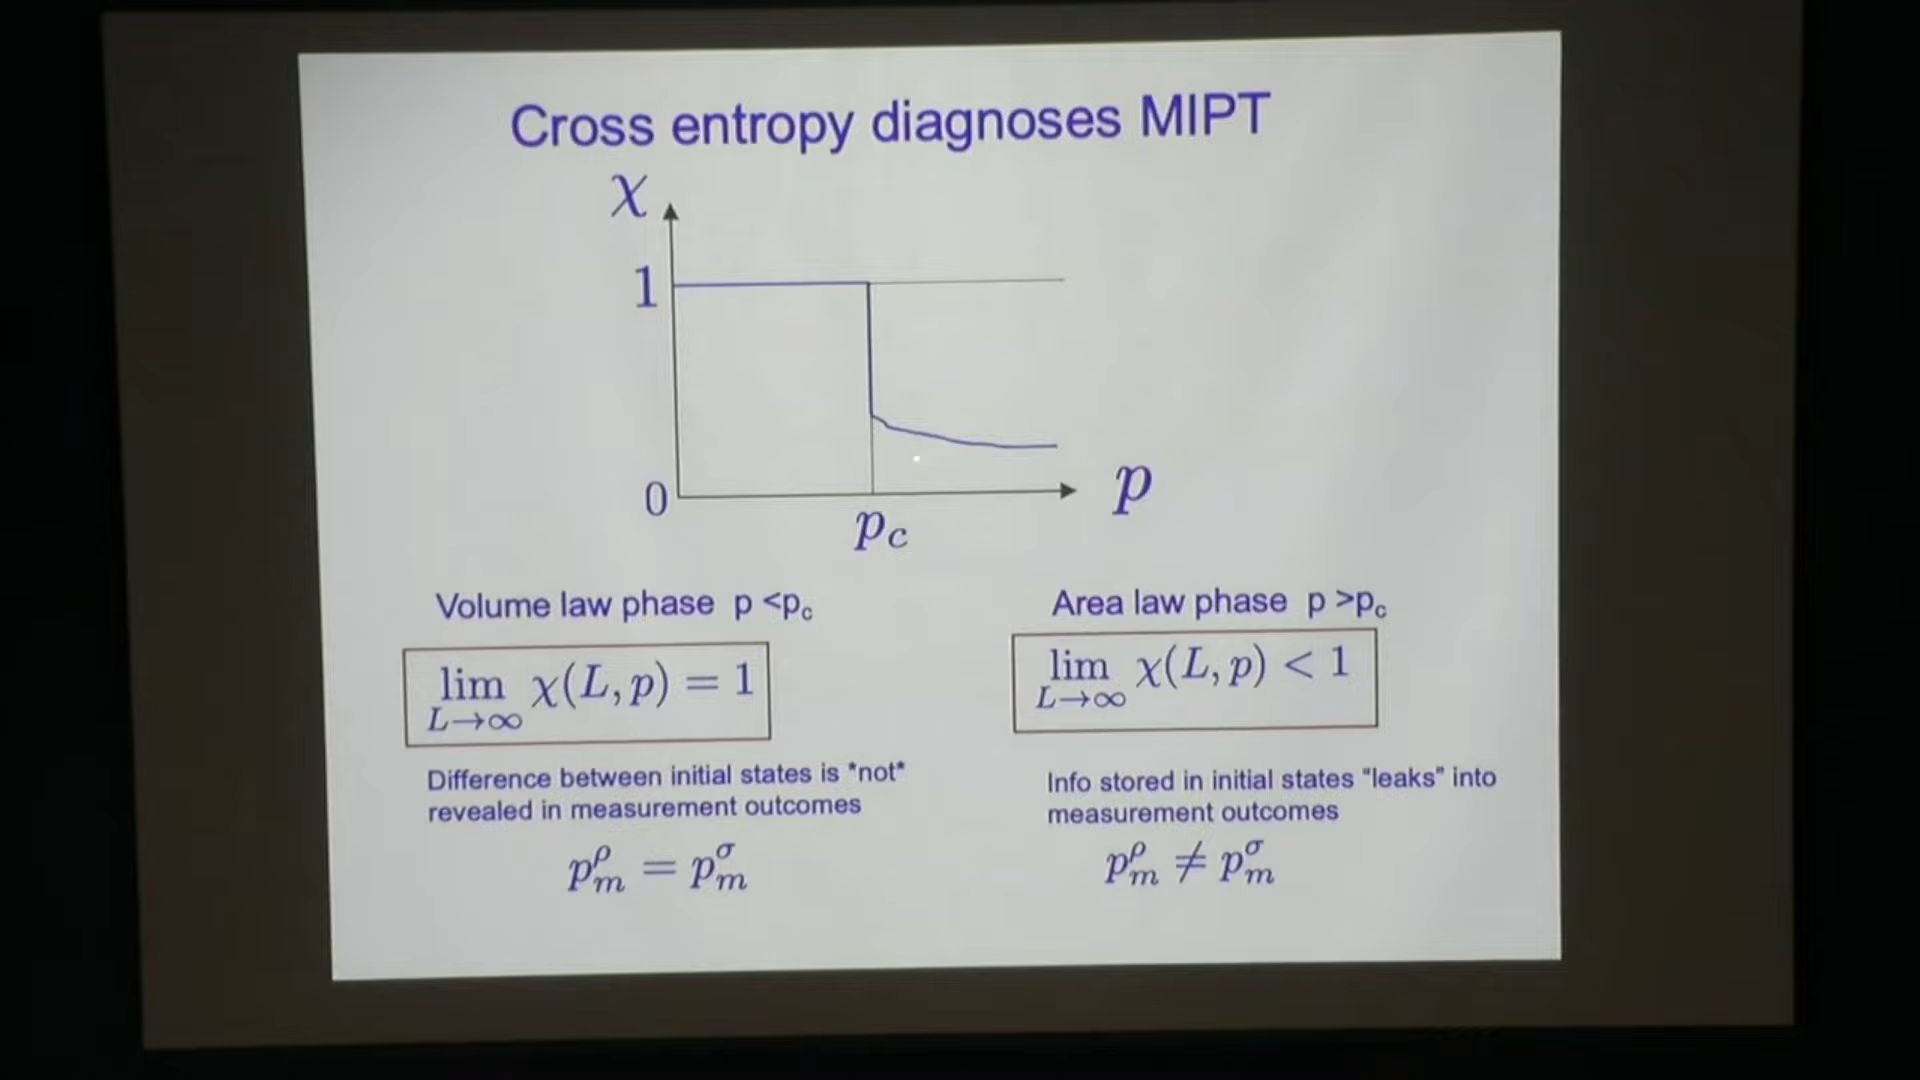 Cross entropy diagnoses MIPT
χ
1
0
p
p_c
Volume law phase p <p_c
lim_{L→∞} χ(L, p) = 1
Difference between initial states is *not*
revealed in measurement outcomes
p_m^ρ = p_m^σ
Area law phase p >p_c
lim_{L→∞} χ(L, p) < 1
Info stored in initial states "leaks" into
measurement outcomes
p_m^ρ ≠ p_m^σ